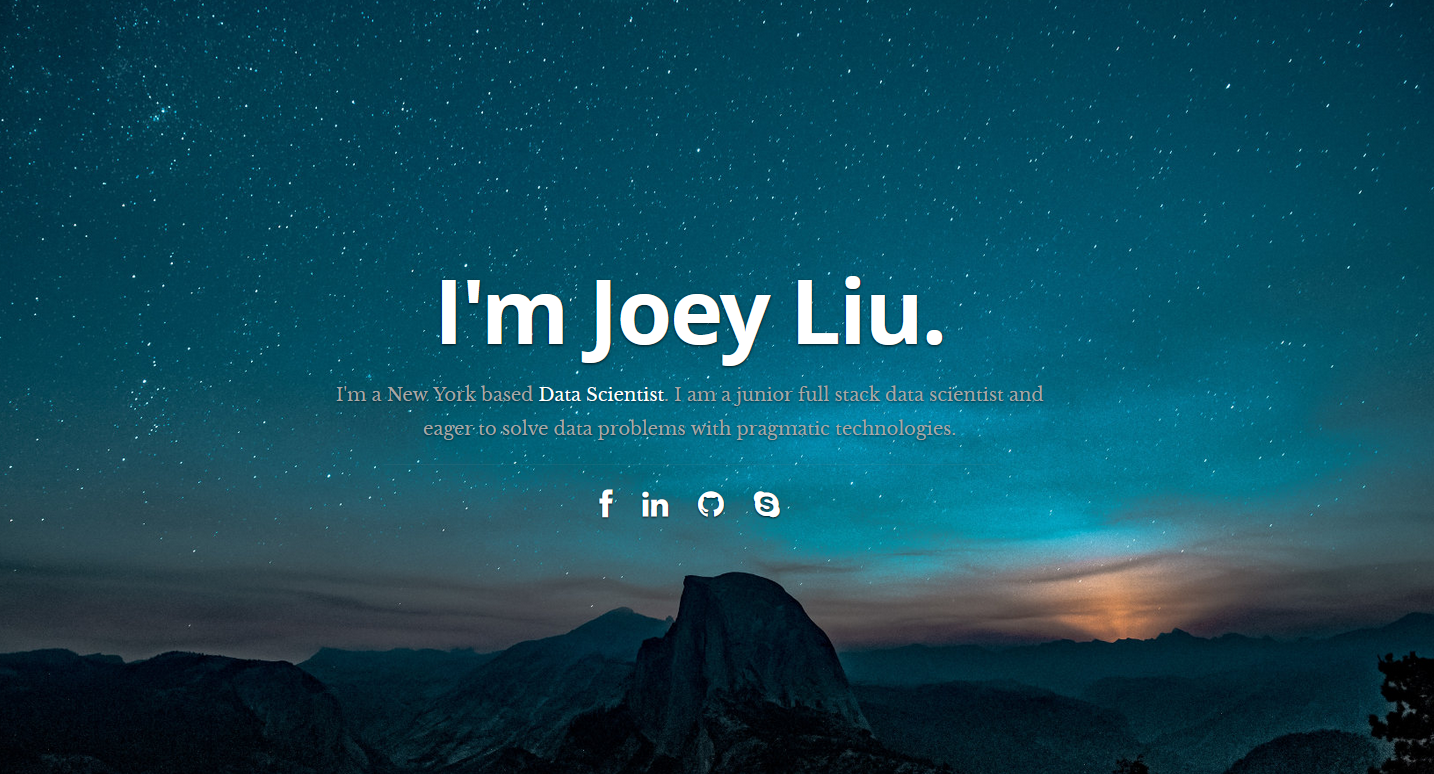 I'm Joey Liu.
I'm a New York based Data Scientist. I am a junior full stack data scientist and
eager to solve data problems with pragmatic technologies.